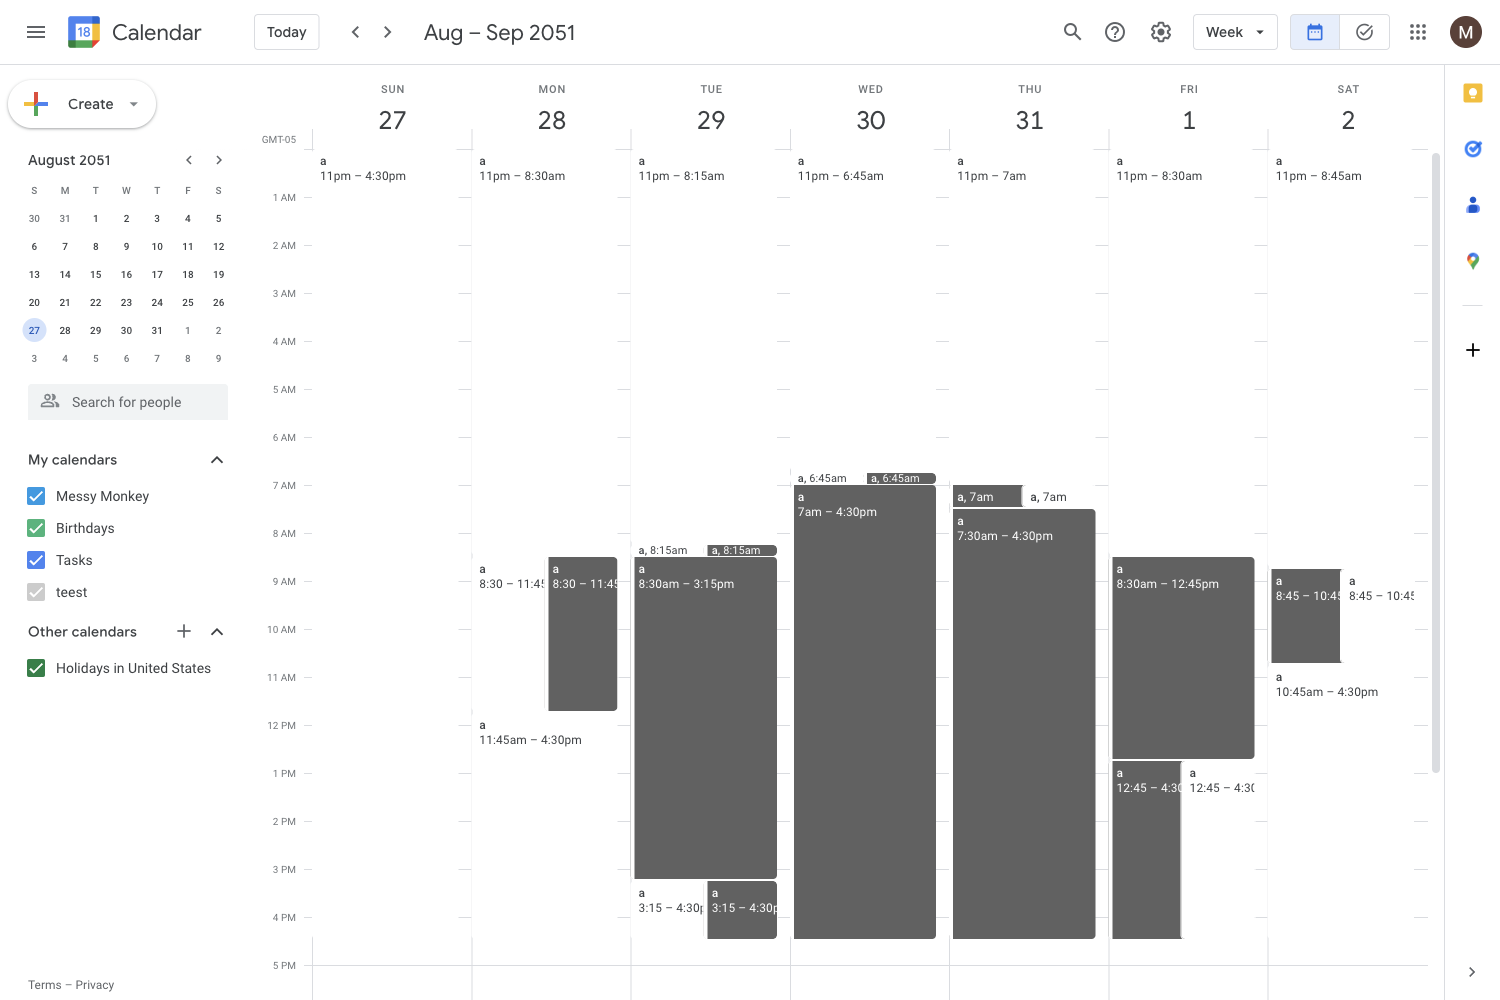 18 Calendar
Today
Aug – Sep 2051
Week
M
Create
August 2051
S M T W T F S
30 31 1 2 3 4 5
6 7 8 9 10 11 12
13 14 15 16 17 18 19
20 21 22 23 24 25 26
27 28 29 30 31 1 2
3 4 5 6 7 8 9
Search for people
My calendars
Messy Monkey
Birthdays
Tasks
teest
Other calendars
Holidays in United States
Terms – Privacy
GMT-05
SUN MON TUE WED THU FRI SAT
27 28 29 30 31 1 2
1 AM
2 AM
3 AM
4 AM
5 AM
6 AM
7 AM
8 AM
9 AM
10 AM
11 AM
12 PM
1 PM
2 PM
3 PM
4 PM
5 PM
a
11pm – 4:30pm
a
11pm – 8:30am
a
8:30 – 11:45
a
8:30 – 11:45
a
11:45am – 4:30pm
a
11pm – 8:15am
a, 8:15am
a, 8:15am
a
8:30am – 3:15pm
a
3:15 – 4:30p
a
3:15 – 4:30p
a
11pm – 6:45am
a, 6:45am
a, 6:45am
a
7am – 4:30pm
a
11pm – 7am
a, 7am
a, 7am
a
7:30am – 4:30pm
a
11pm – 8:30am
a
8:30am – 12:45pm
a
12:45 – 4:30
a
12:45 – 4:30
a
11pm – 8:45am
a
8:45 – 10:45
a
8:45 – 10:45
a
10:45am – 4:30pm